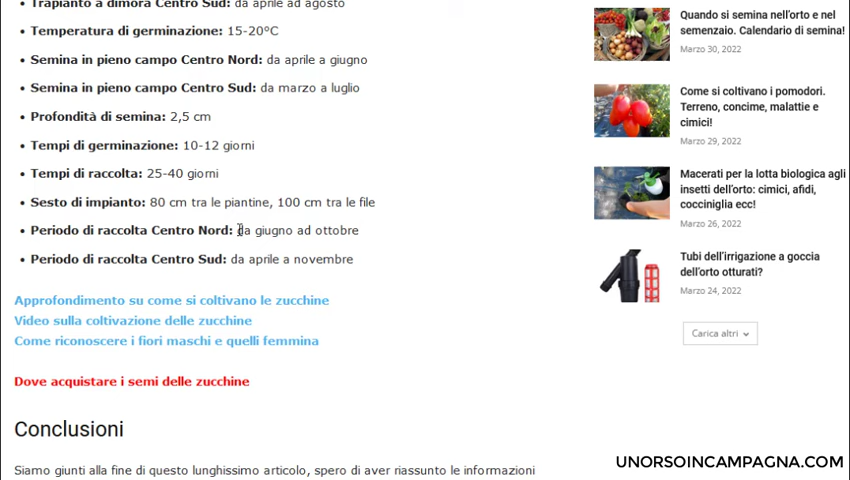 Trapianto a dimora Centro Sud: da aprile ad agosto
Temperatura di germinazione: 15-20°C
Semina in pieno campo Centro Nord: da aprile a giugno
Semina in pieno campo Centro Sud: da marzo a luglio
Profondità di semina: 2,5 cm
Tempi di germinazione: 10-12 giorni
Tempi di raccolta: 25-40 giorni
Sesto di impianto: 80 cm tra le piantine, 100 cm tra le file
Periodo di raccolta Centro Nord: da giugno ad ottobre
Periodo di raccolta Centro Sud: da aprile a novembre
Approfondimento su come si coltivano le zucchine
Video sulla coltivazione delle zucchine
Come riconoscere i fiori maschi e quelli femmina
Dove acquistare i semi delle zucchine
Conclusioni
Siamo giunti alla fine di questo lunghissimo articolo, spero di aver riassunto le informazioni
Quando si semina nell'orto e nel
semenzaio. Calendario di semina!
Marzo 30, 2022
Come si coltivano i pomodori.
Terreno, concime, malattie e
cimici!
Marzo 29, 2022
Macerati per la lotta biologica agli
insetti dell'orto: cimici, afidi,
cocciniglia ecc!
Marzo 26, 2022
Tubi dell'irrigazione a goccia
dell'orto otturati?
Marzo 24, 2022
Carica altri
UNORSOINCAMPAGNA.COM